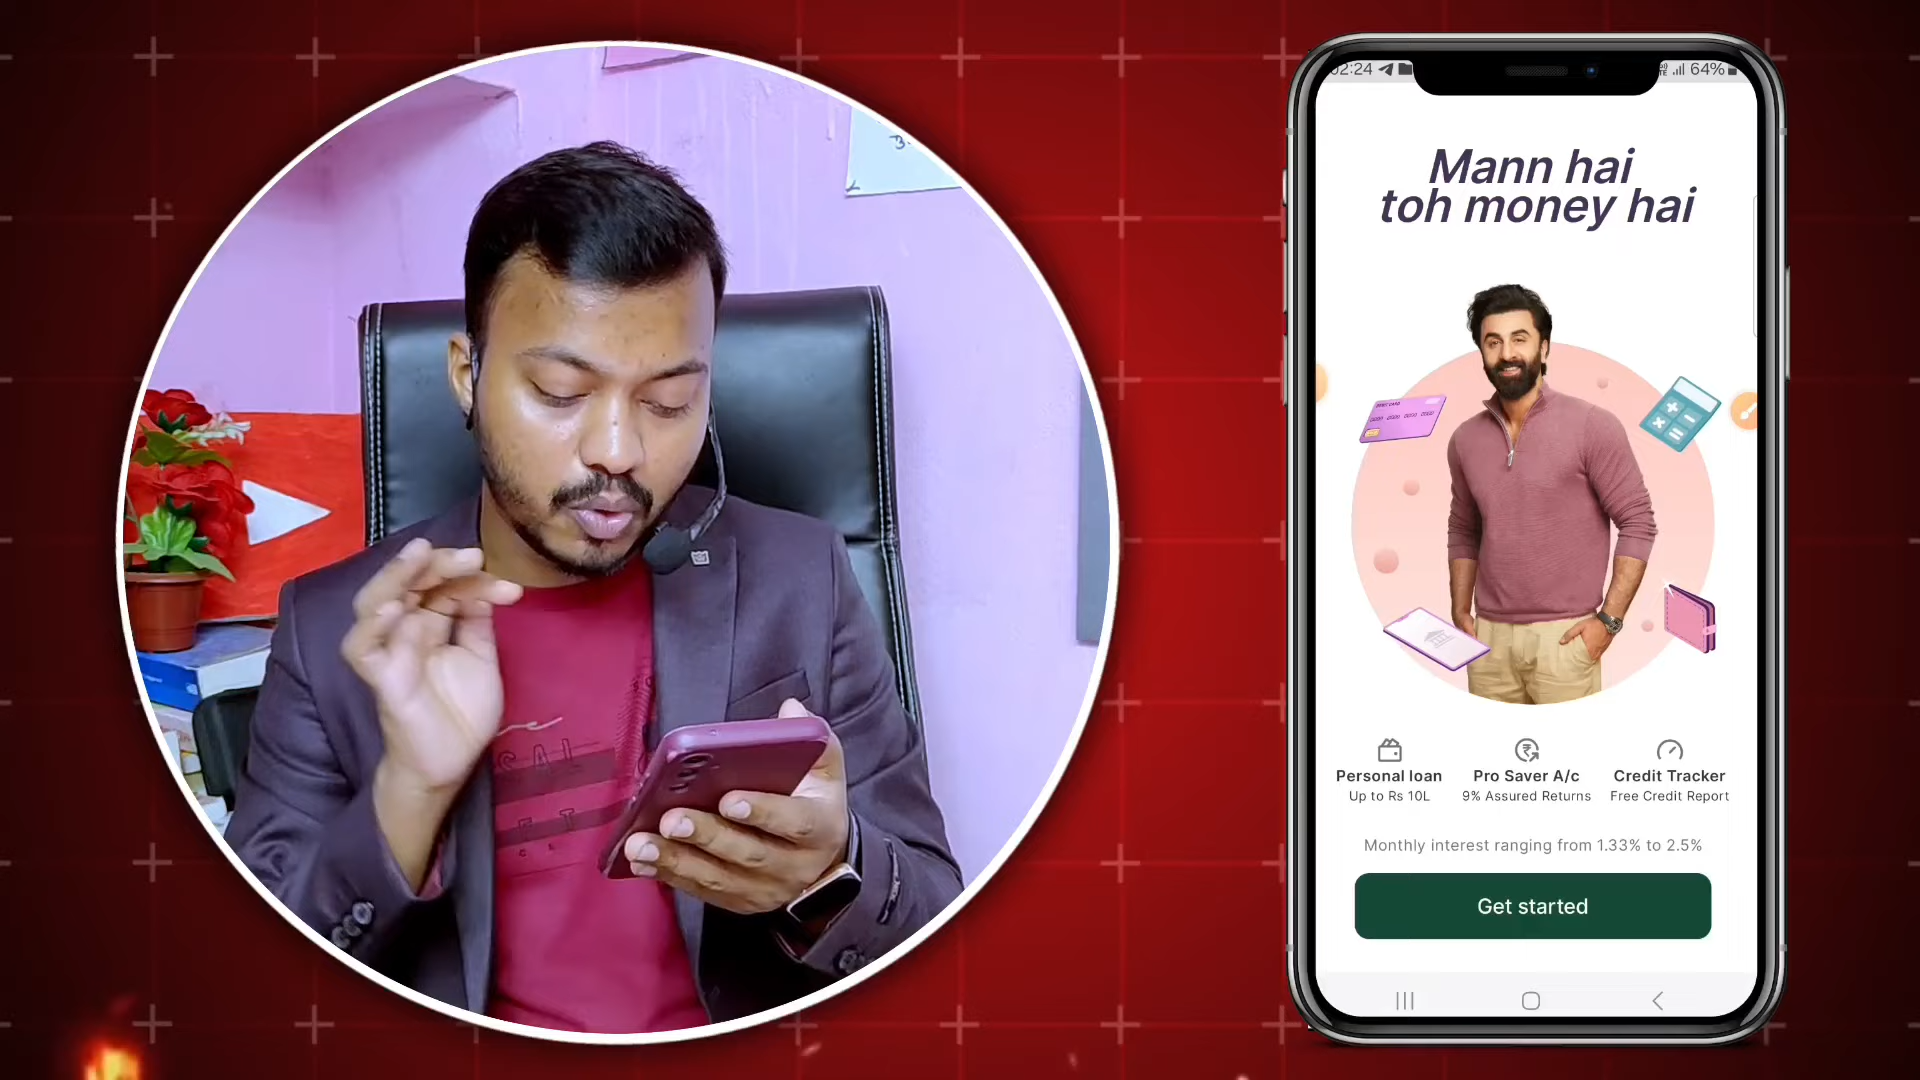 02:24
64%
Mann hai
toh money hai
Personal loan
Up to Rs 10L
Pro Saver A/c
9% Assured Returns
Credit Tracker
Free Credit Report
Monthly interest ranging from 1.33% to 2.5%
Get started